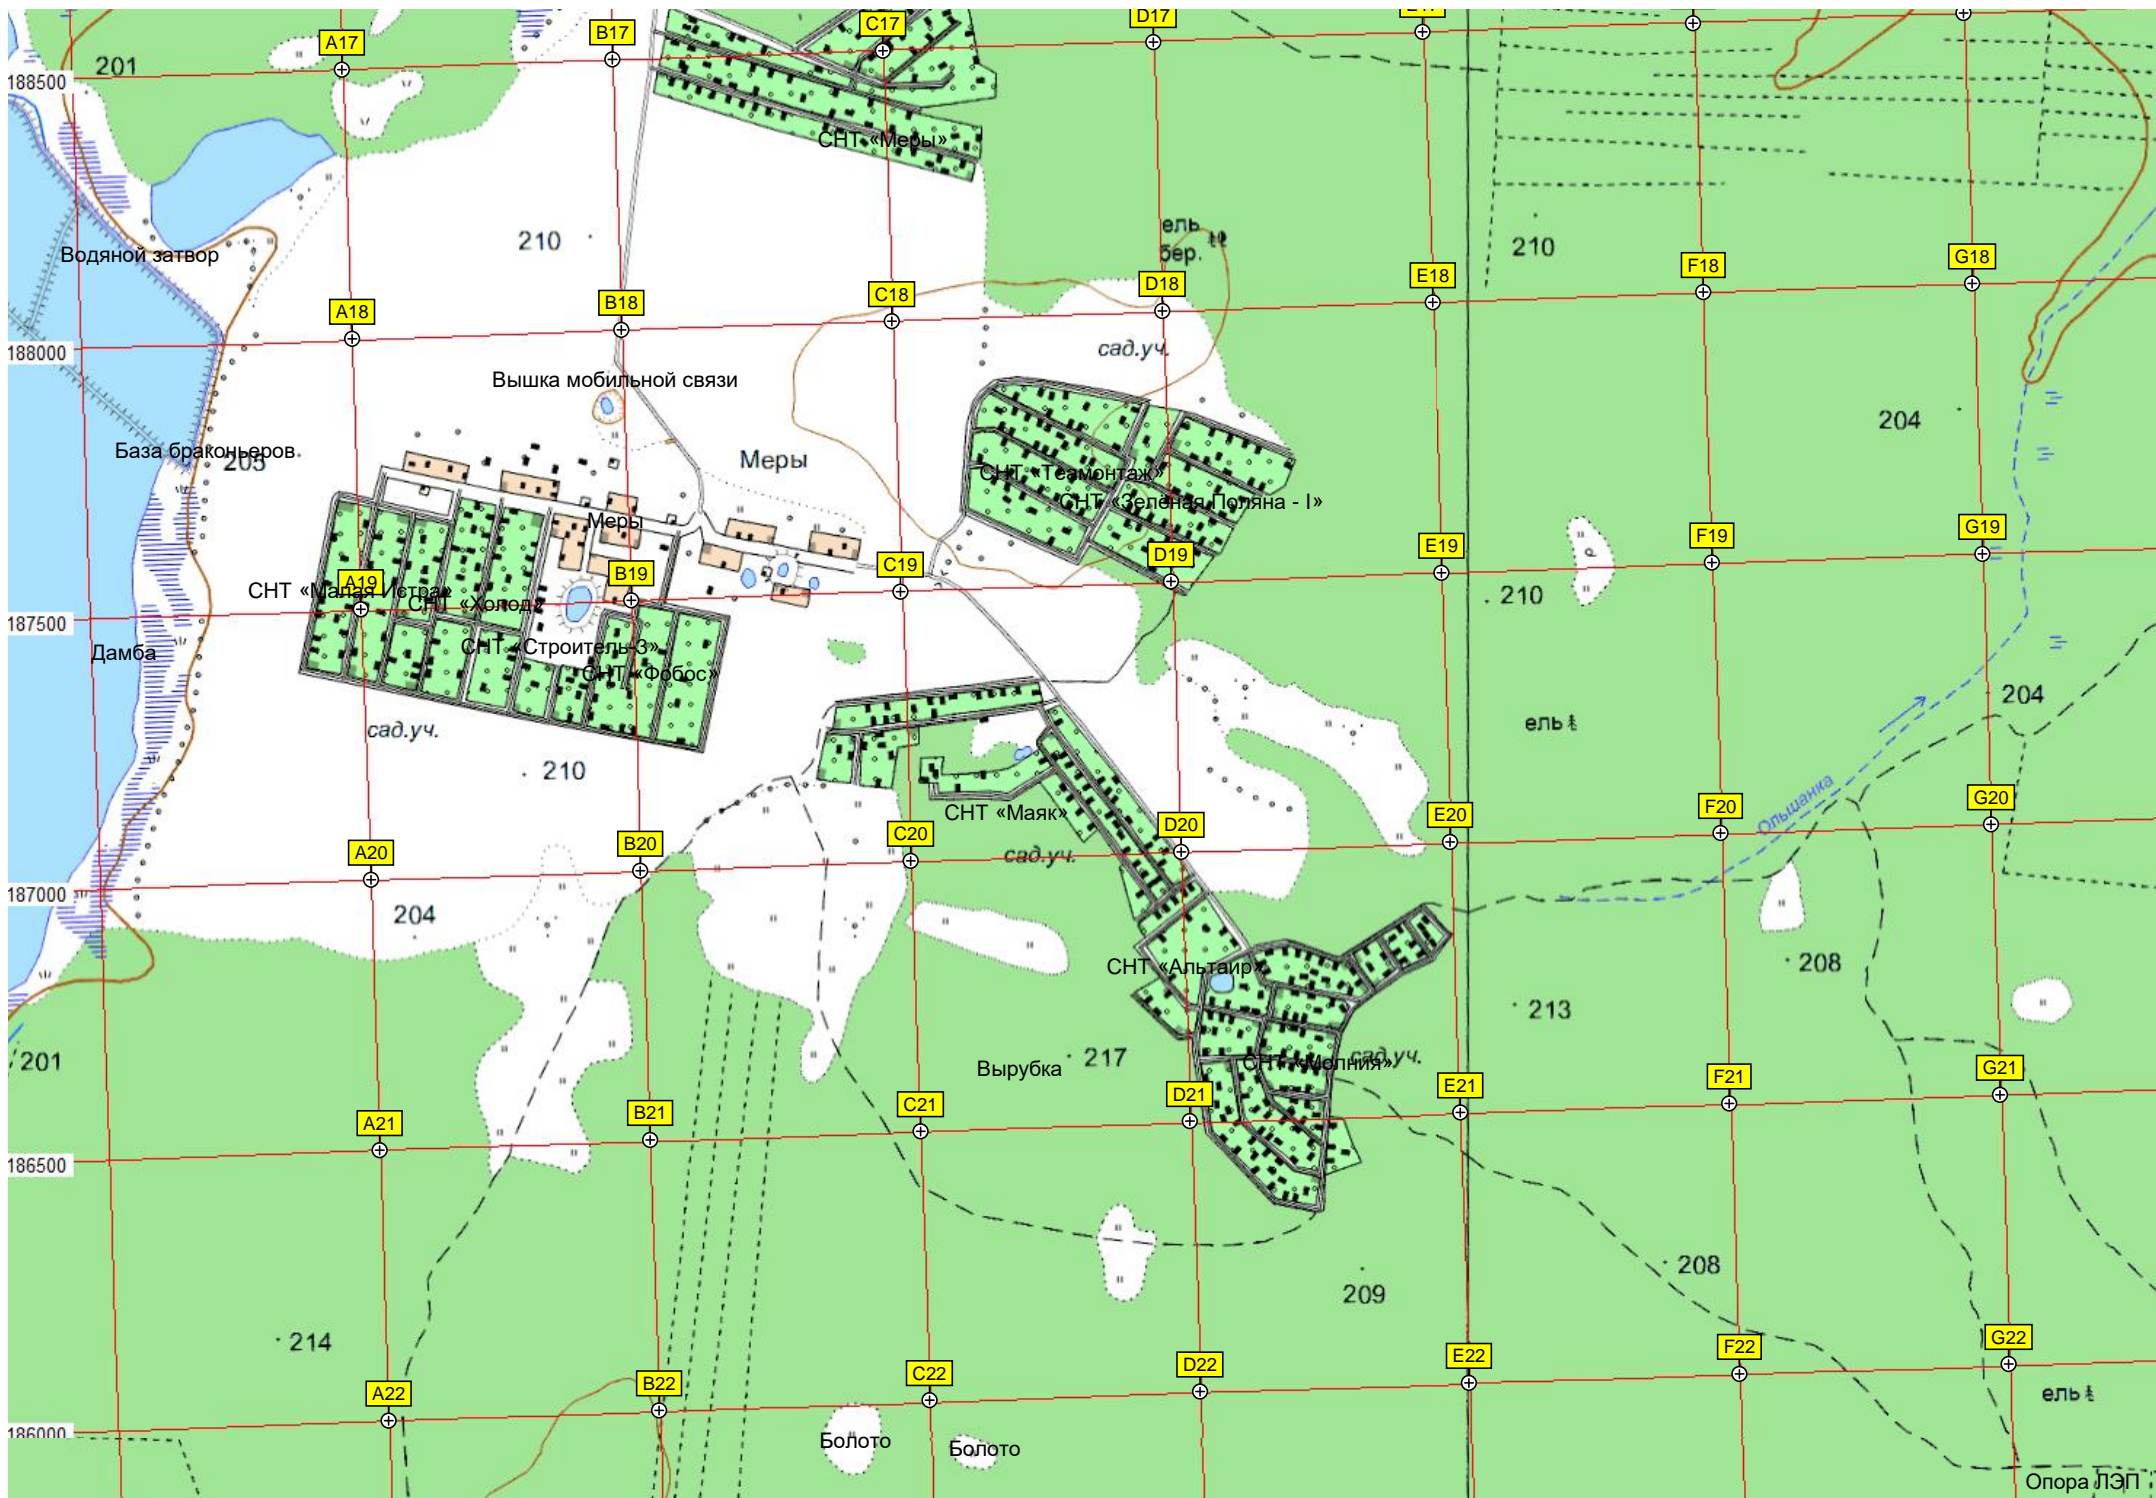 D17
C17
B17
A17
201
188500
СНТ «Меры»
ель
бер.
210
210
Водяной затвор
G18
F18
E18
D18
C18
B18
A18
188000
сад.уч.
Вышка мобильной связи
204
База браконьеров
205
Меры
СНТ «Теамонтаж»
СНТ «Зелёная Поляна - I»
Меры
G19
F19
E19
D19
C19
B19
A19
210
СНТ «Малая Истра»
СНТ «Холод»
187500
СНТ «Строитель-3»
Дамба
СНТ «Фобос»
204
ель
сад.уч.
210
Ольшанка
СНТ «Маяк»
G20
F20
E20
D20
C20
B20
A20
сад.уч.
187000
204
СНТ «Альтаир»
208
213
201
Вырубка
217
СНТ «Молния»
сад.уч.
G21
F21
E21
D21
C21
B21
A21
186500
208
209
214
G22
F22
E22
D22
C22
B22
A22
ель
186000
Болото
Болото
Опора ЛЭП